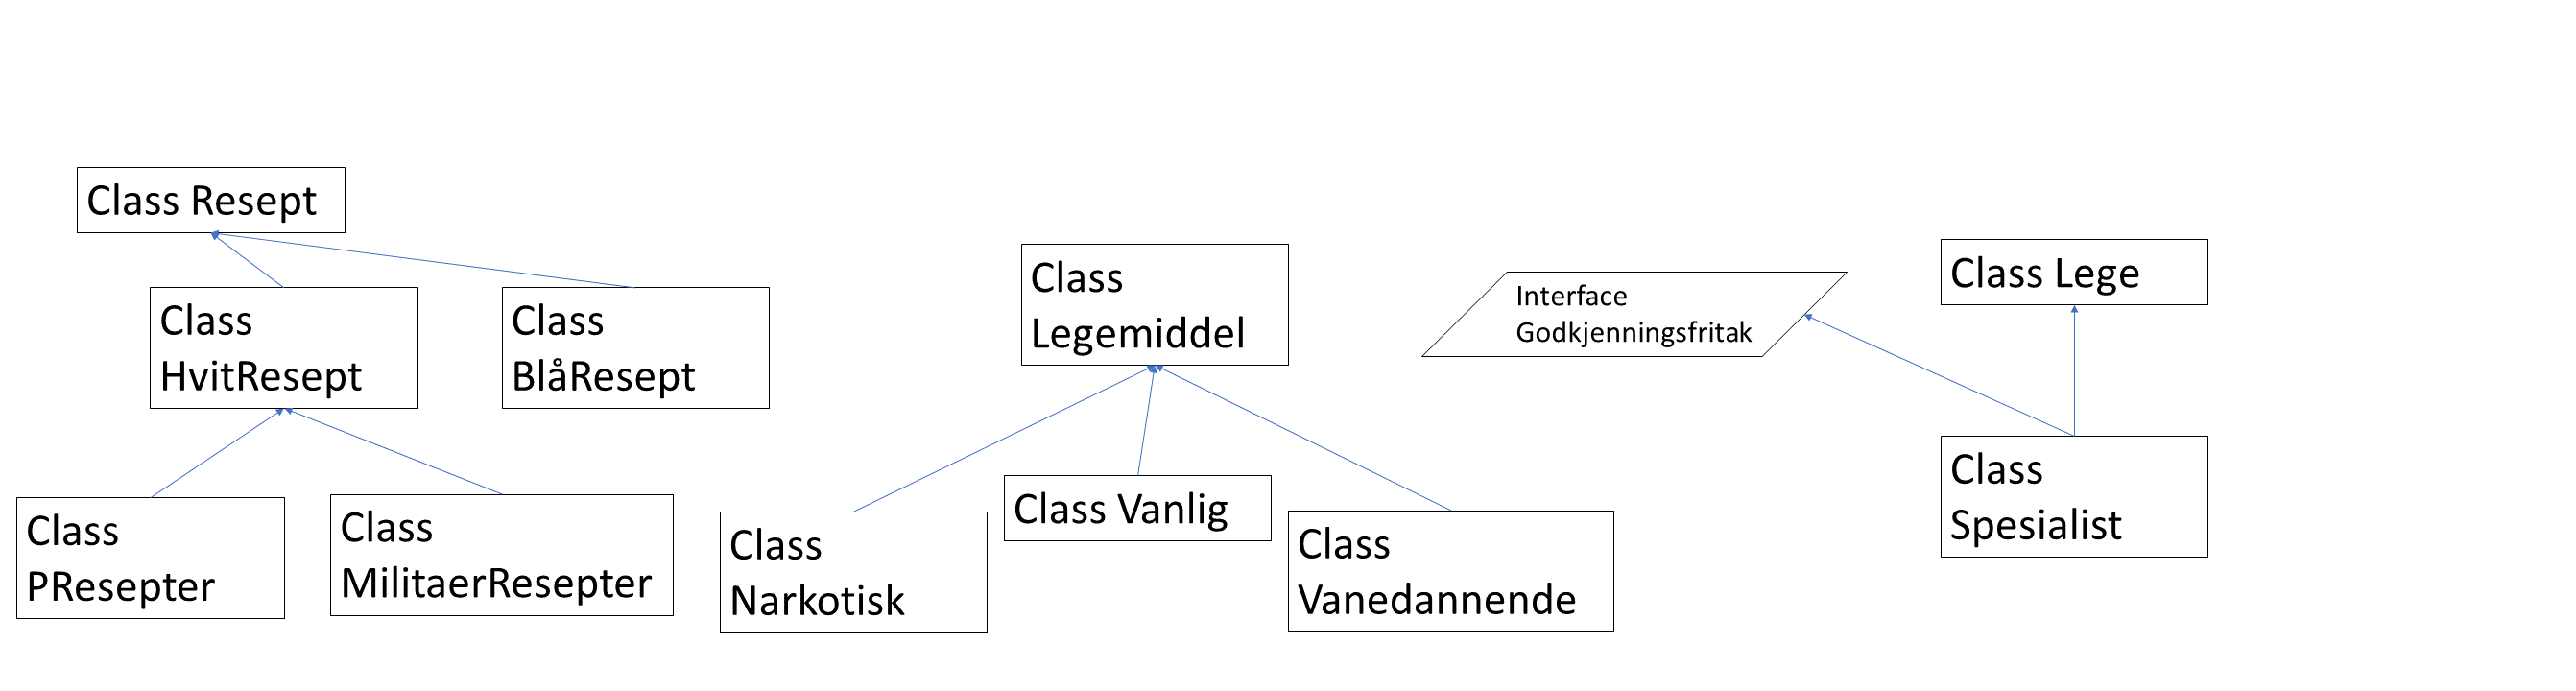 Class Resept
Class
HvitResept
Class
BlåResept
Class
PResepter
Class
MilitaerResepter
Class
Legemiddel
Class
Narkotisk
Class Vanlig
Class
Vanedannende
Interface
Godkjenningsfritak
Class Lege
Class
Spesialist